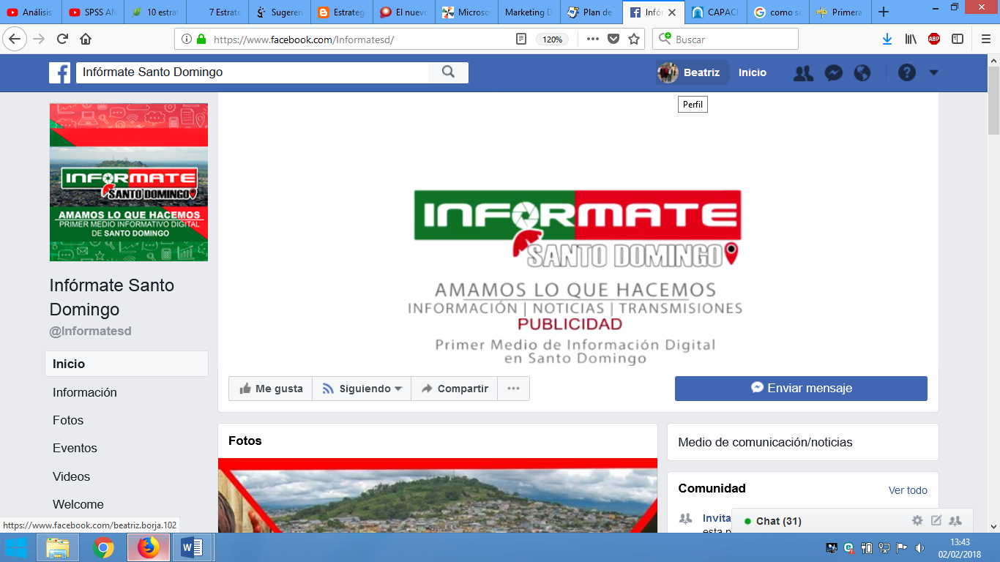 Análisis
SPSS AN
10 estrat
7 Estrate
Sugeren
Estrateg
El nuevo
Microso
Marketing D
Plan de
Infór
CAPACI
como se
Primera
https://www.facebook.com/Informatesd/
120%
Buscar
ABP
Infórmate Santo Domingo
Beatriz
Inicio
Perfil
INFORMATE
SANTO DOMINGO
AMAMOS LO QUE HACEMOS
PRIMER MEDIO INFORMATIVO DIGITAL
DE SANTO DOMINGO
Infórmate Santo
Domingo
@Informatesd
Inicio
Información
Fotos
Eventos
Videos
Welcome
INFORMATE
SANTO DOMINGO
AMAMOS LO QUE HACEMOS
INFORMACIÓN | NOTICIAS | TRANSMISIONES
PUBLICIDAD
Primer Medio de Información Digital
en Santo Domingo
Me gusta
Siguiendo
Compartir
Enviar mensaje
Fotos
Medio de comunicación/noticias
Comunidad
Ver todo
Invita
Chat (31)
https://www.facebook.com/beatriz.borja.102
13:43
02/02/2018